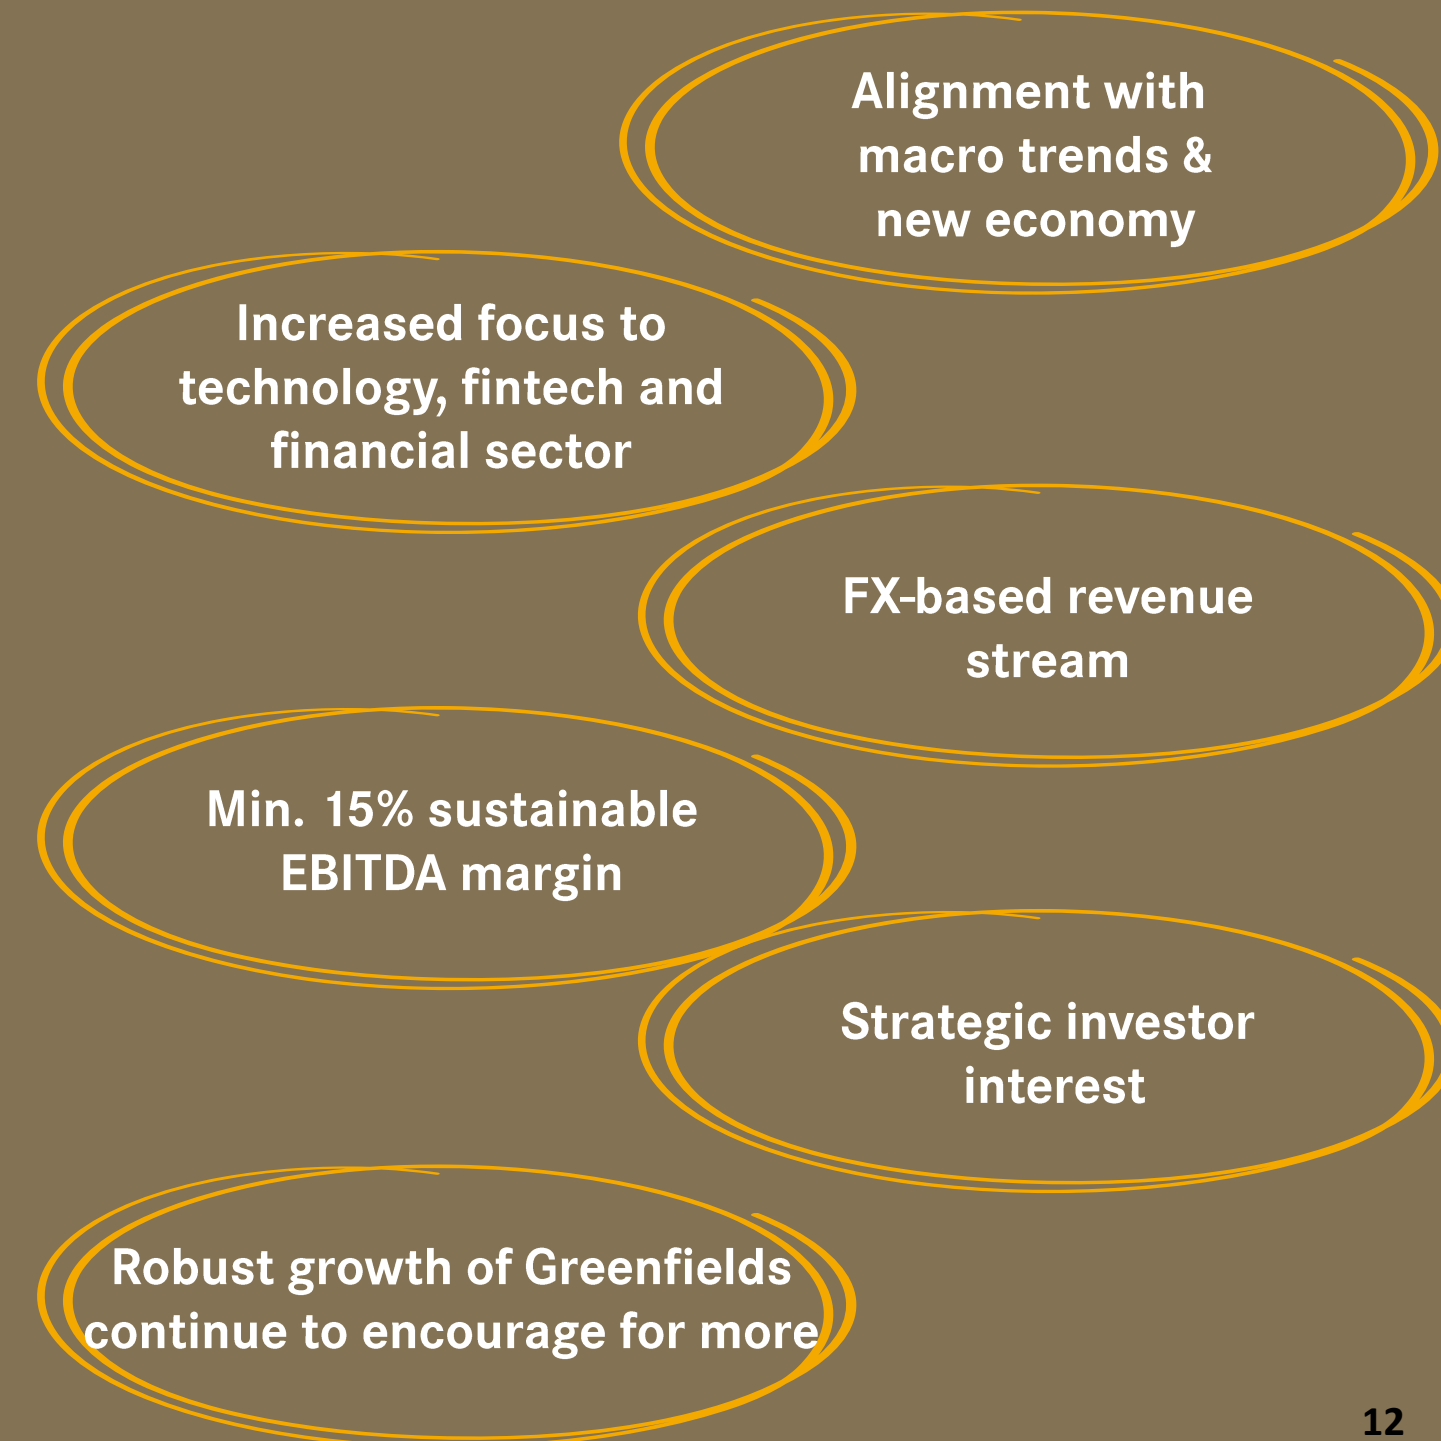 Alignment with
macro trends &
new economy
Increased focus to
technology, fintech and
financial sector
FX-based revenue
stream
Min. 15% sustainable
EBITDA margin
Strategic investor
interest
Robust growth of Greenfields
continue to encourage for more
12